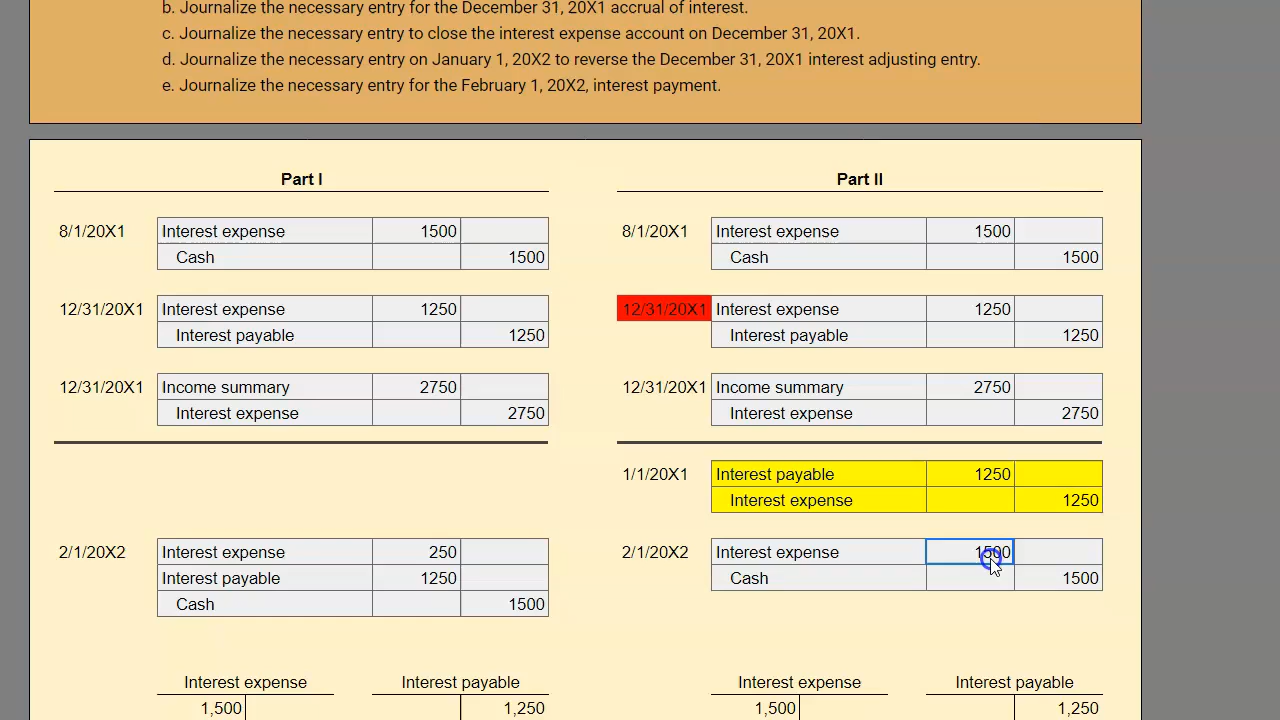 b. Journalize the necessary entry for the December 31, 20X1 accrual of interest.
c. Journalize the necessary entry to close the interest expense account on December 31, 20X1.
d. Journalize the necessary entry on January 1, 20X2 to reverse the December 31, 20X1 interest adjusting entry.
e. Journalize the necessary entry for the February 1, 20X2, interest payment.
Part I
8/1/20X1 Interest expense 1500
Cash 1500
12/31/20X1 Interest expense 1250
Interest payable 1250
12/31/20X1 Income summary 2750
Interest expense 2750
2/1/20X2 Interest expense 250
Interest payable 1250
Cash 1500
Interest expense Interest payable
1,500 1,250
Part II
8/1/20X1 Interest expense 1500
Cash 1500
12/31/20X1 Interest expense 1250
Interest payable 1250
12/31/20X1 Income summary 2750
Interest expense 2750
1/1/20X1 Interest payable 1250
Interest expense 1250
2/1/20X2 Interest expense 1500
Cash 1500
Interest expense Interest payable
1,500 1,250